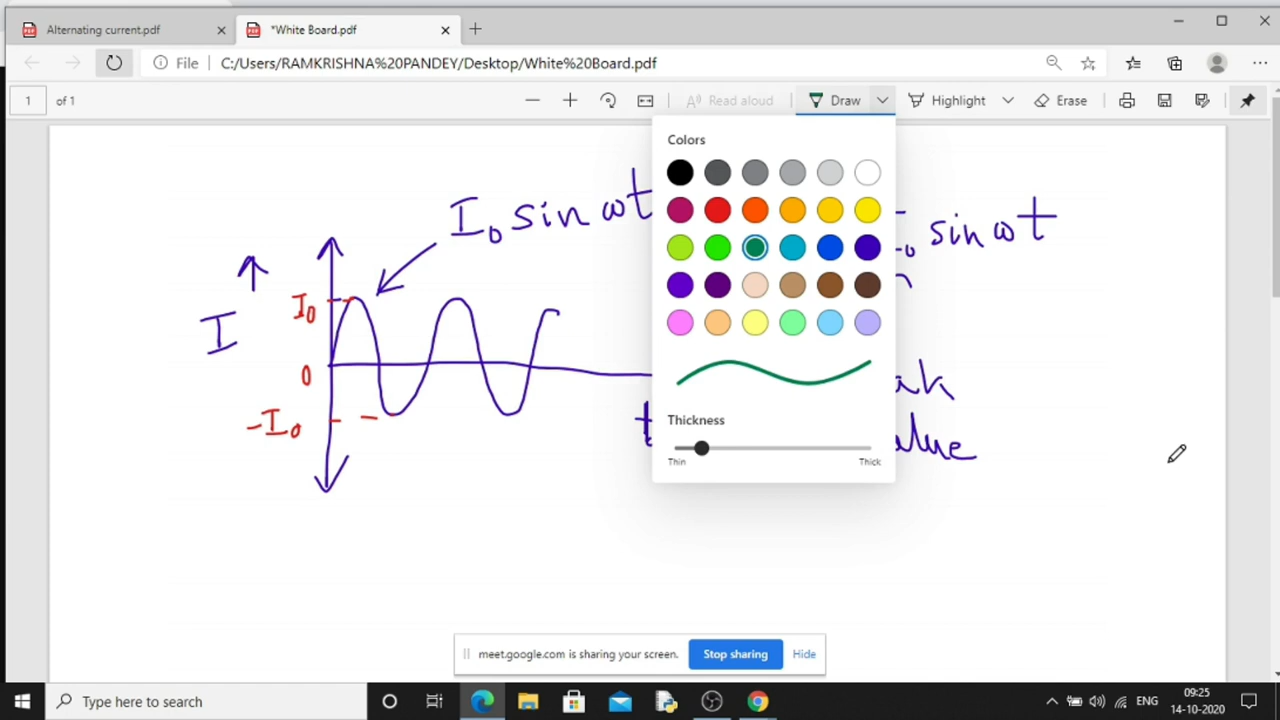 Alternating current.pdf
*White Board.pdf
File
C:/Users/RAMKRISHNA%20PANDEY/Desktop/White%20Board.pdf
1 of 1
Read aloud
Draw
Highlight
Erase
Colors
Thickness
Thin
Thick
I₀ sin ωt
sin ωt
I
I₀
0
-I₀
meet.google.com is sharing your screen.
Stop sharing
Hide
Type here to search
ENG
09:25
14-10-2020